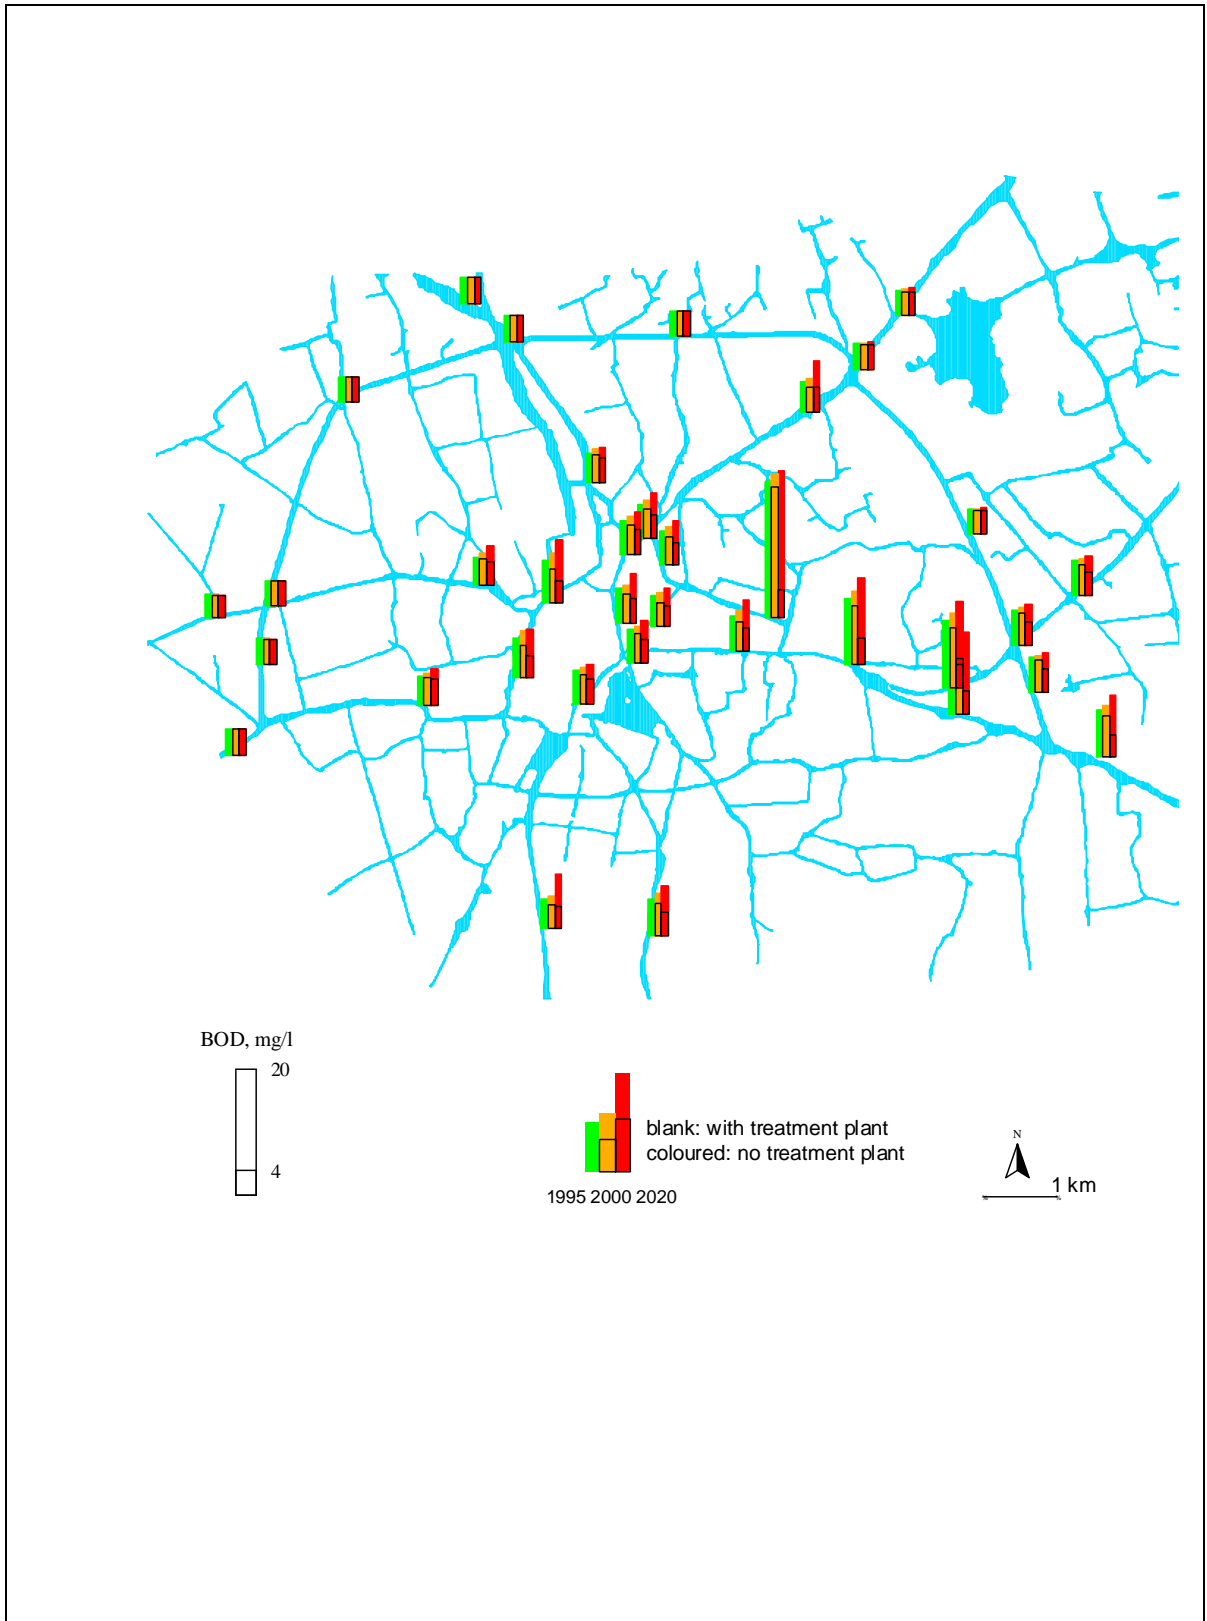 BOD, mg/l
20
4
blank: with treatment plant
coloured: no treatment plant
1995 2000 2020
N
1 km